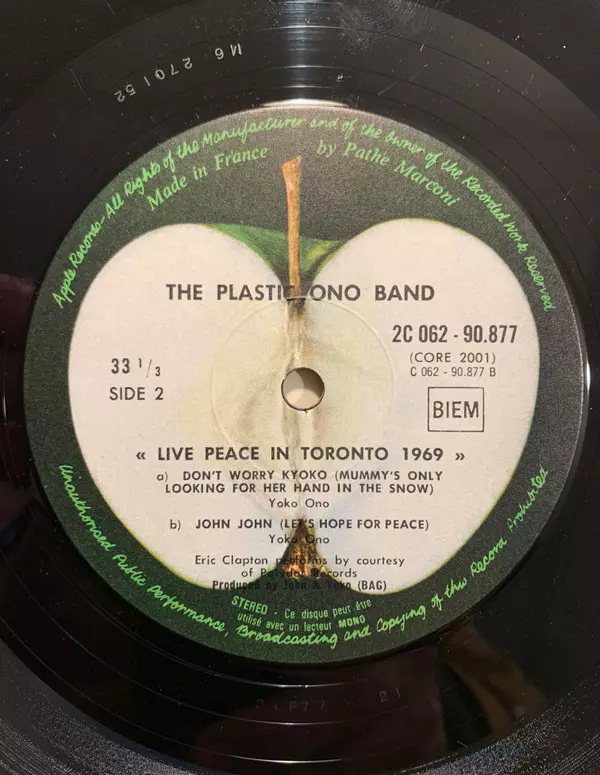 M6 270152
Apple Records-All Rights of the Manufacturer and of the Owner of the Recorded Work Reserved
Made in France by Pathe Marconi
THE PLASTIC ONO BAND
2C 062 - 90.877
(CORE 2001)
C 062 - 90.877 B
33 1/3
SIDE 2
BIEM
« LIVE PEACE IN TORONTO 1969 »
a) DON'T WORRY KYOKO (MUMMY'S ONLY
LOOKING FOR HER HAND IN THE SNOW)
Yoko Ono
b) JOHN JOHN (LET'S HOPE FOR PEACE)
Yoko Ono
Eric Clapton performs by courtesy
of Polydor Records
Produced by John & Yoko (BAG)
STEREO - Ce disque peut être
utilisé avec un lecteur MONO
Unauthorised Public Performance, Broadcasting and Copying of this Record Prohibited
21